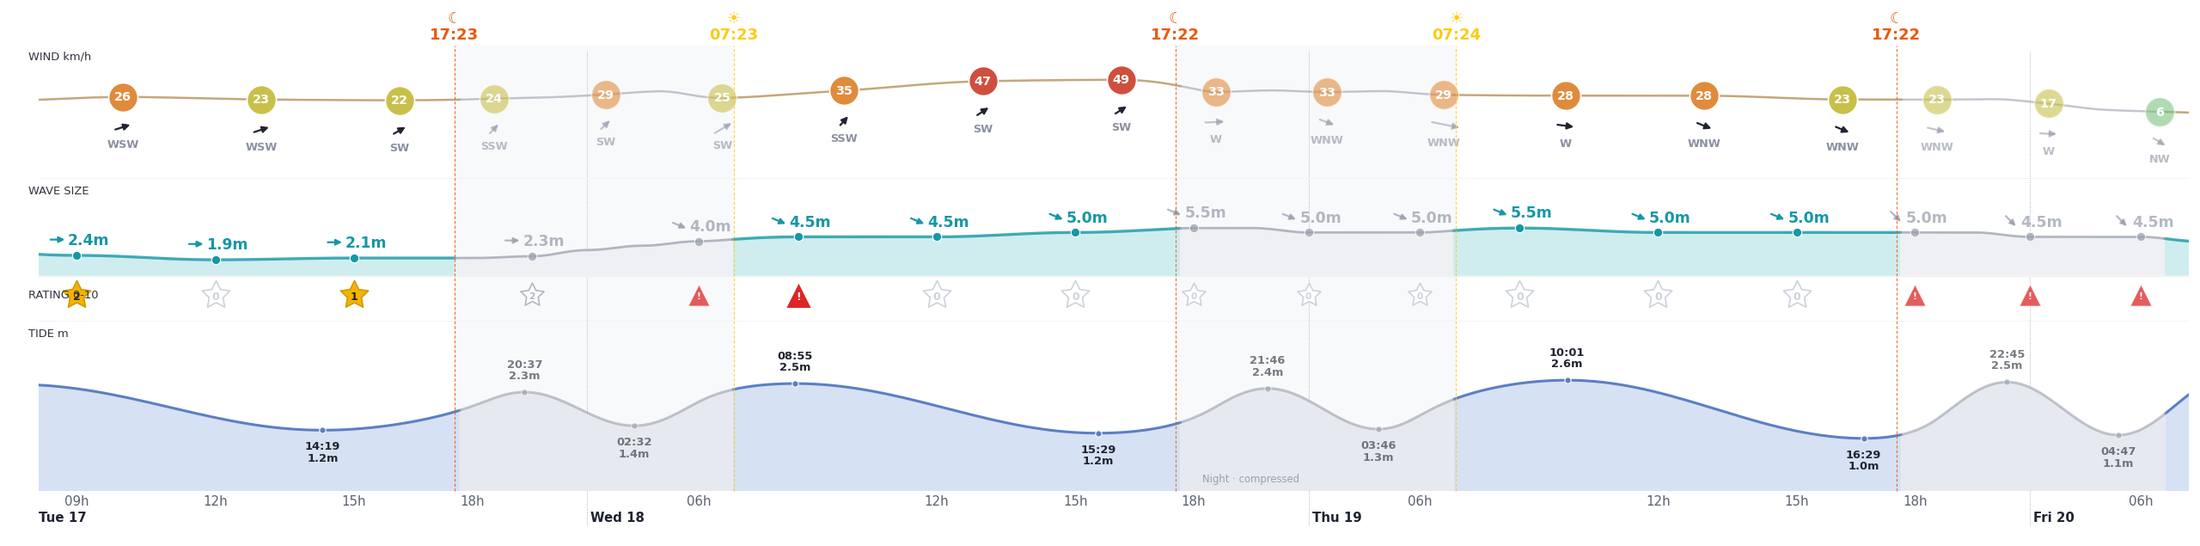 17:23
07:23
17:22
07:24
17:22
WIND km/h
26 23 22 24 29 25 35 47 49 33 33 29 28 28 23 23 17 6
WSW WSW SW SSW SW SW SSW SW SW W WNW WNW W WNW WNW WNW W NW
WAVE SIZE
2.4m 1.9m 2.1m 2.3m 4.0m 4.5m 4.5m 5.0m 5.5m 5.0m 5.0m 5.5m 5.0m 5.0m 5.0m 4.5m 4.5m
RATING 0-10
2 0 1 2 ! ! 0 0 0 0 0 0 0 0 ! ! !
TIDE m
14:19
1.2m
20:37
2.3m
02:32
1.4m
08:55
2.5m
15:29
1.2m
21:46
2.4m
03:46
1.3m
10:01
2.6m
16:29
1.0m
22:45
2.5m
04:47
1.1m
Night · compressed
09h 12h 15h 18h 06h 12h 15h 18h 06h 12h 15h 18h 06h
Tue 17 Wed 18 Thu 19 Fri 20